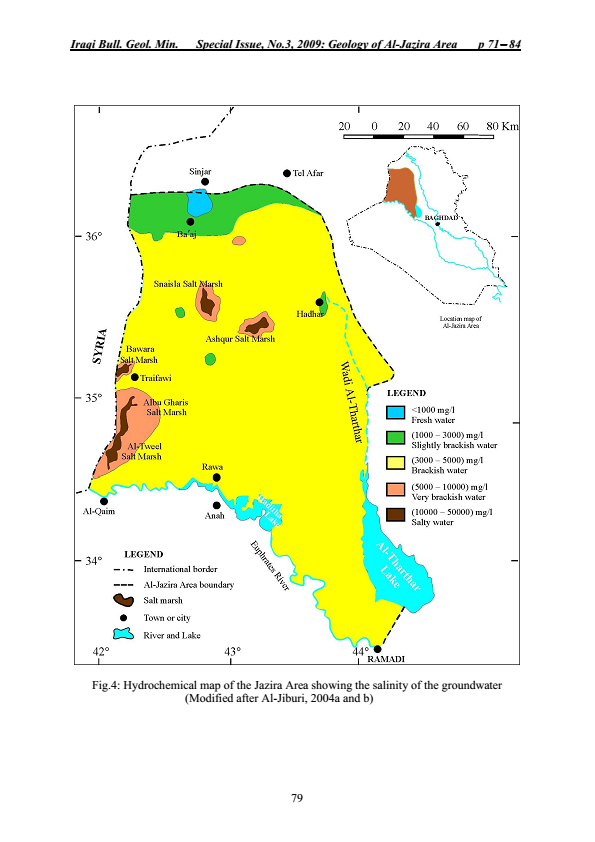 Iraqi Bull. Geol. Min. Special Issue, No.3, 2009: Geology of Al-Jazira Area p 71−84
20 0 20 40 60 80 Km
Sinjar
Tel Afar
BAGHDAD
Ba'aj
36°
Snaisla Salt Marsh
Hadhar
Location map of
Al-Jazira Area
Ashqur Salt Marsh
SYRIA
Bawara
Salt Marsh
Traifawi
Wadi Al-Tharthar
35°
Albu Gharis
Salt Marsh
Al-Tweel
Salt Marsh
LEGEND
<1000 mg/l
Fresh water
(1000 – 3000) mg/l
Slightly brackish water
(3000 – 5000) mg/l
Brackish water
(5000 – 10000) mg/l
Very brackish water
(10000 – 50000) mg/l
Salty water
Rawa
Al-Qaim
Anah
Haditha
Lake
Euphrates River
Al-Tharthar
Lake
34°
LEGEND
International border
Al-Jazira Area boundary
Salt marsh
Town or city
River and Lake
42°
43°
44°
RAMADI
Fig.4: Hydrochemical map of the Jazira Area showing the salinity of the groundwater
(Modified after Al-Jiburi, 2004a and b)
79